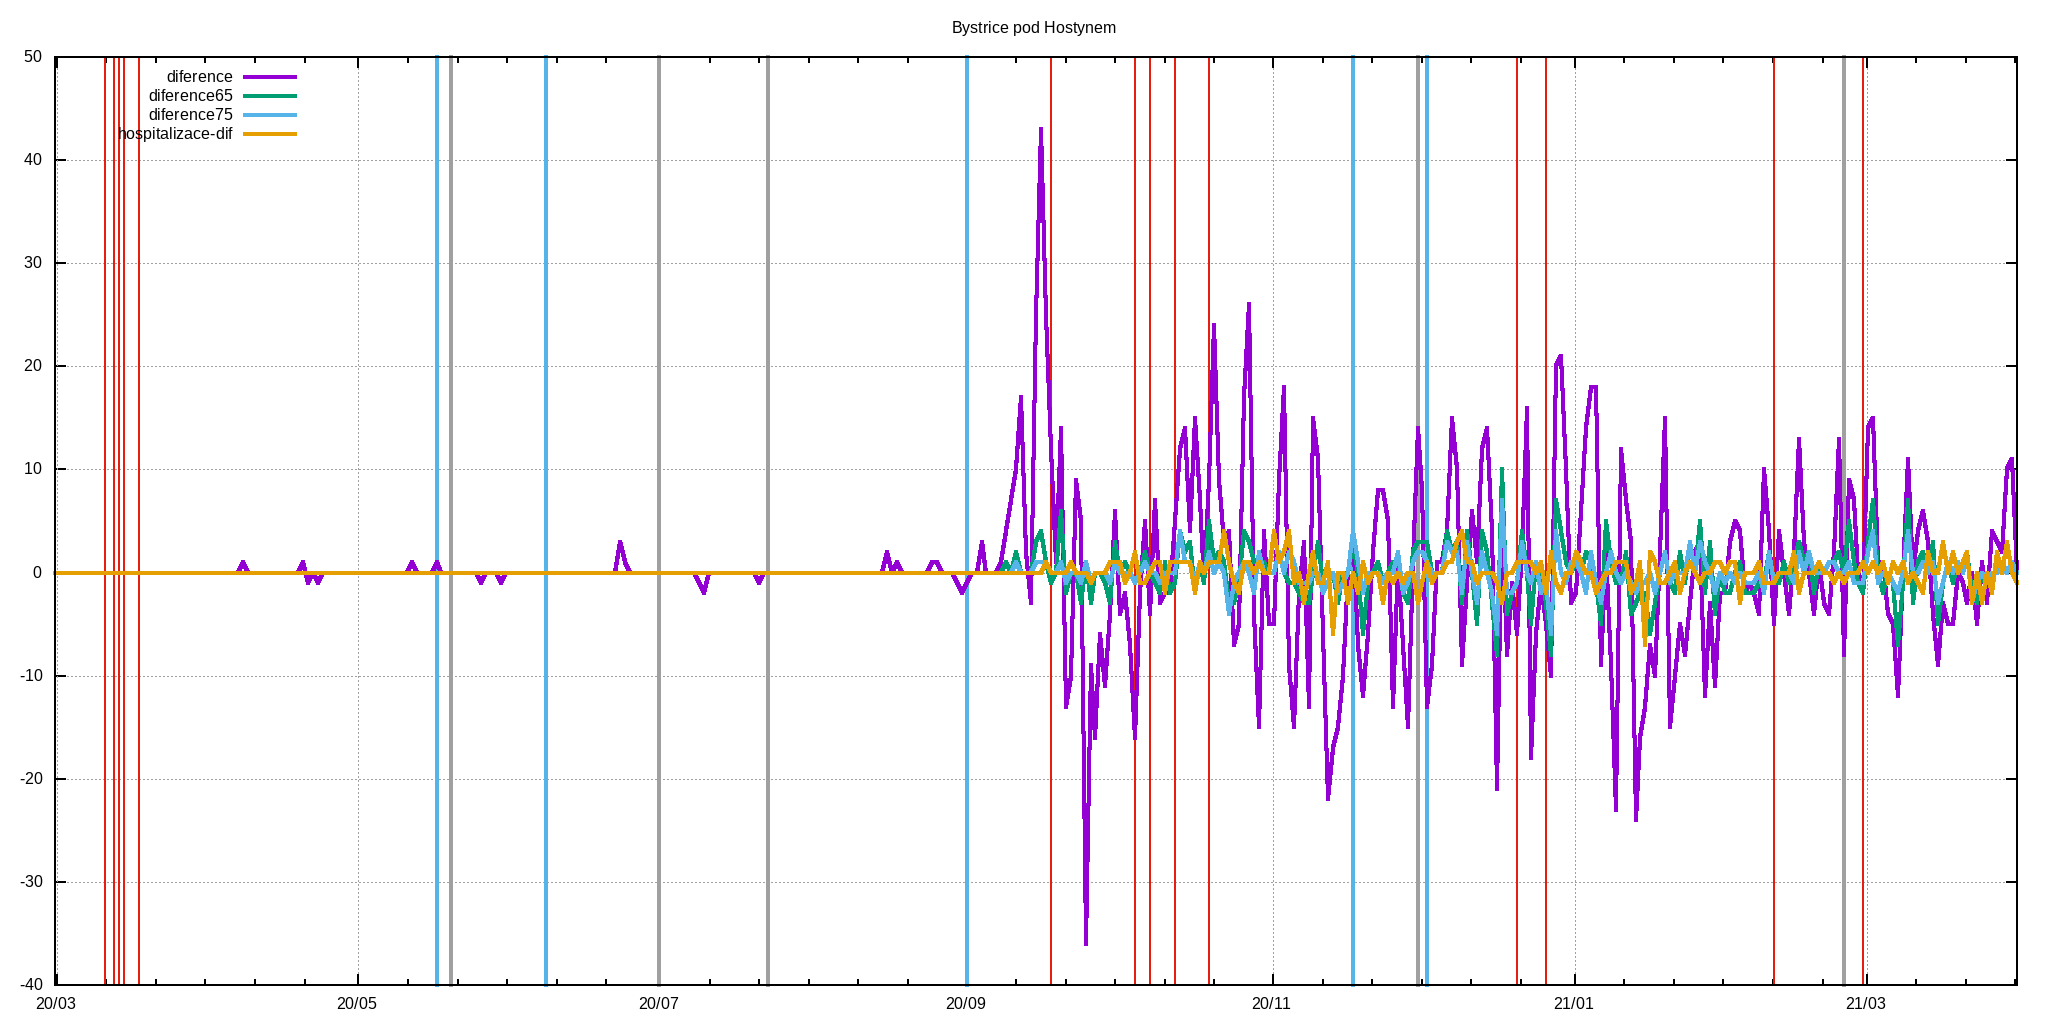 Bystrice pod Hostynem
50
40
30
20
10
0
-10
-20
-30
-40
diference
diference65
diference75
hospitalizace-dif
20/03 20/05 20/07 20/09 20/11 21/01 21/03